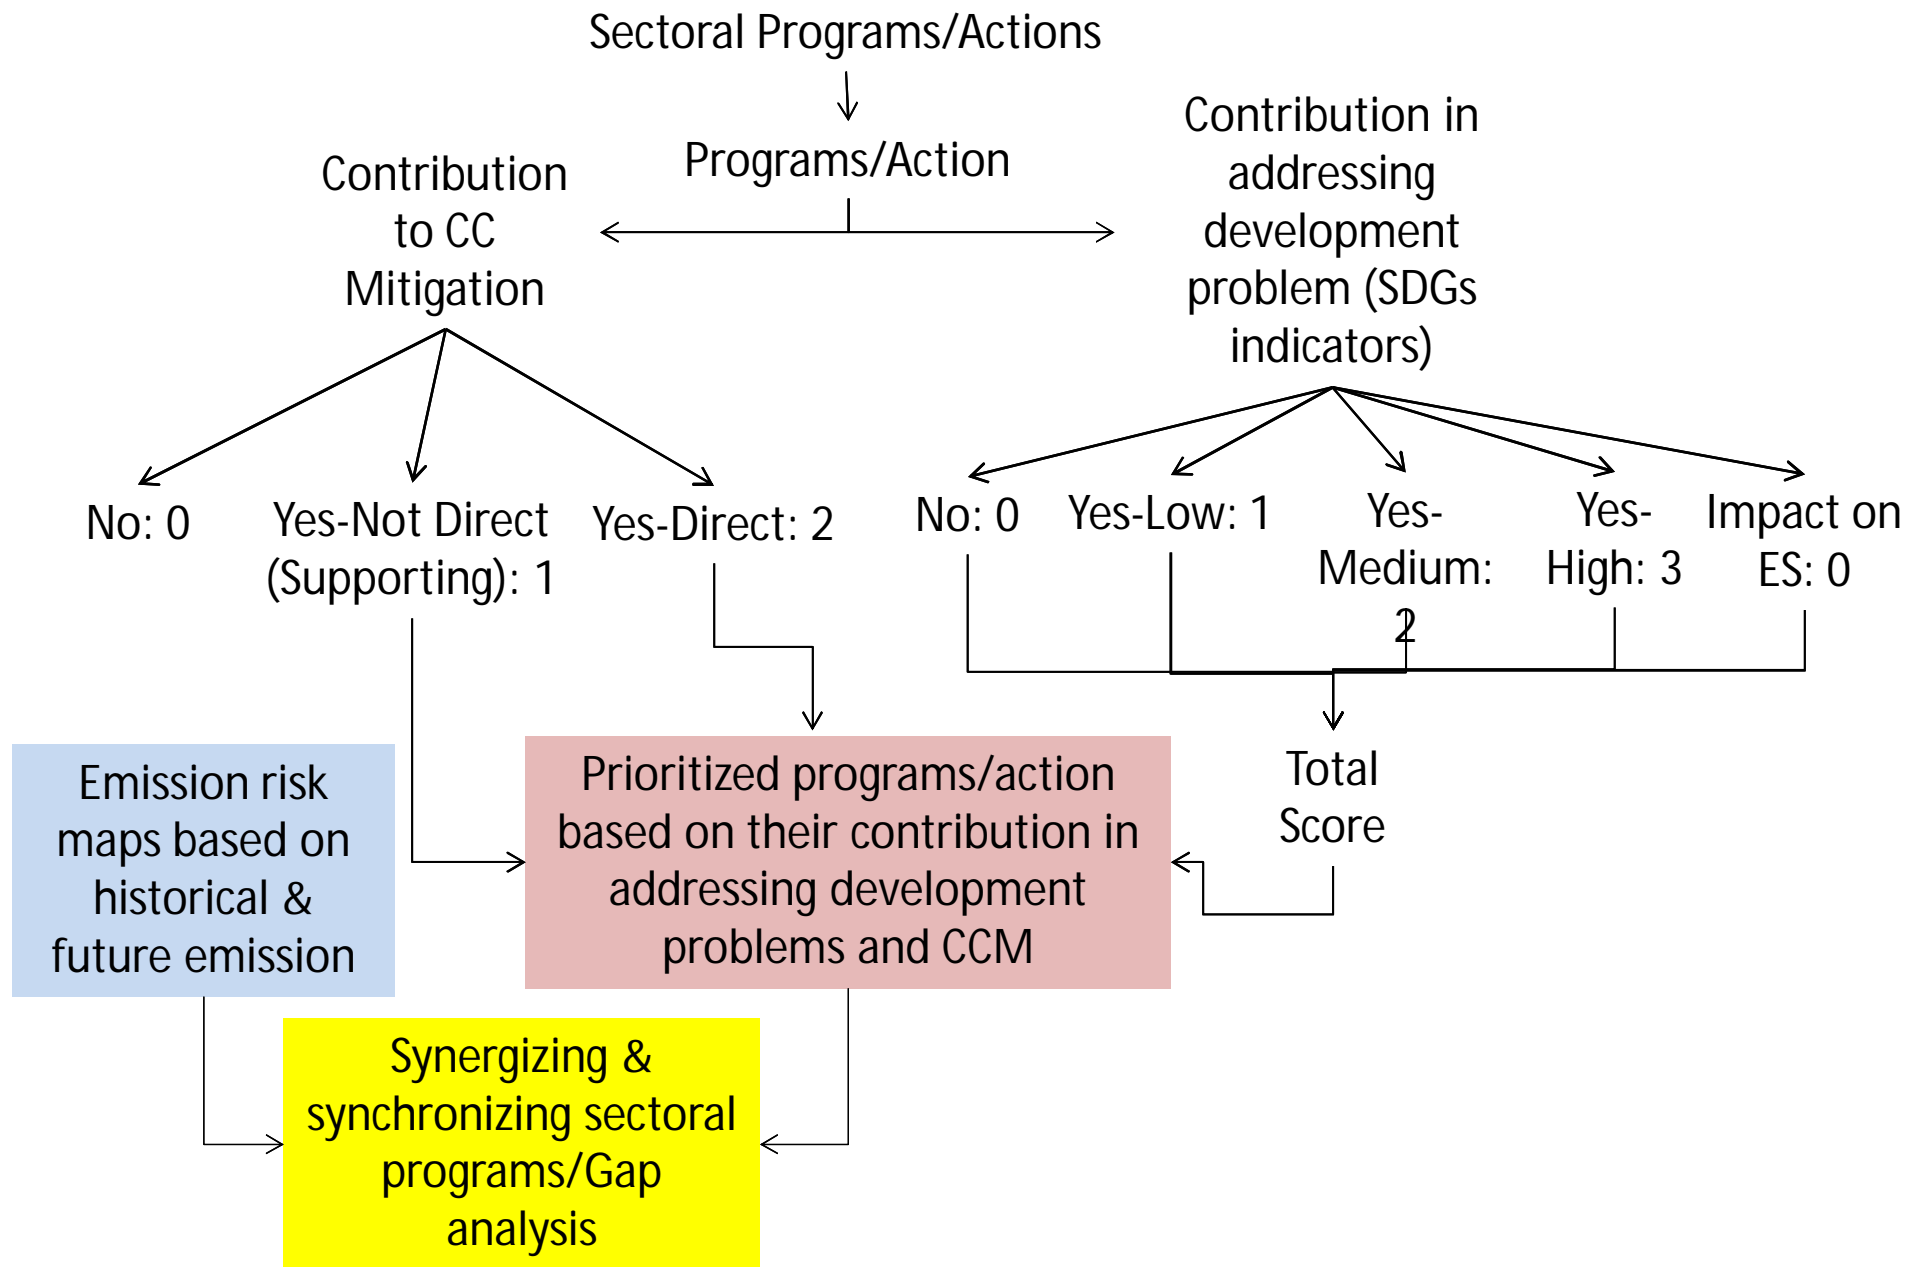 Sectoral Programs/Actions
Programs/Action
Contribution
to CC
Mitigation
Contribution in
addressing
development
problem (SDGs
indicators)
No: 0
Yes-Not Direct
(Supporting): 1
Yes-Direct: 2
No: 0
Yes-Low: 1
Yes-
Medium:
2
Yes-
High: 3
Impact on
ES: 0
Emission risk
maps based on
historical &
future emission
Prioritized programs/action
based on their contribution in
addressing development
problems and CCM
Total
Score
Synergizing &
synchronizing sectoral
programs/Gap
analysis